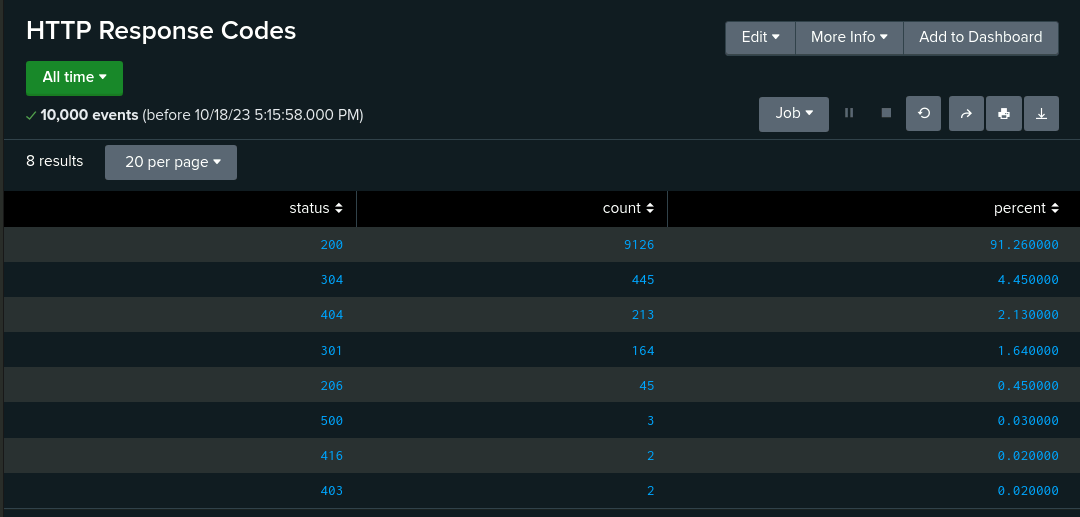 HTTP Response Codes
Edit More Info Add to Dashboard
All time
10,000 events (before 10/18/23 5:15:58.000 PM)
Job
8 results 20 per page
status count percent
200 9126 91.260000
304 445 4.450000
404 213 2.130000
301 164 1.640000
206 45 0.450000
500 3 0.030000
416 2 0.020000
403 2 0.020000